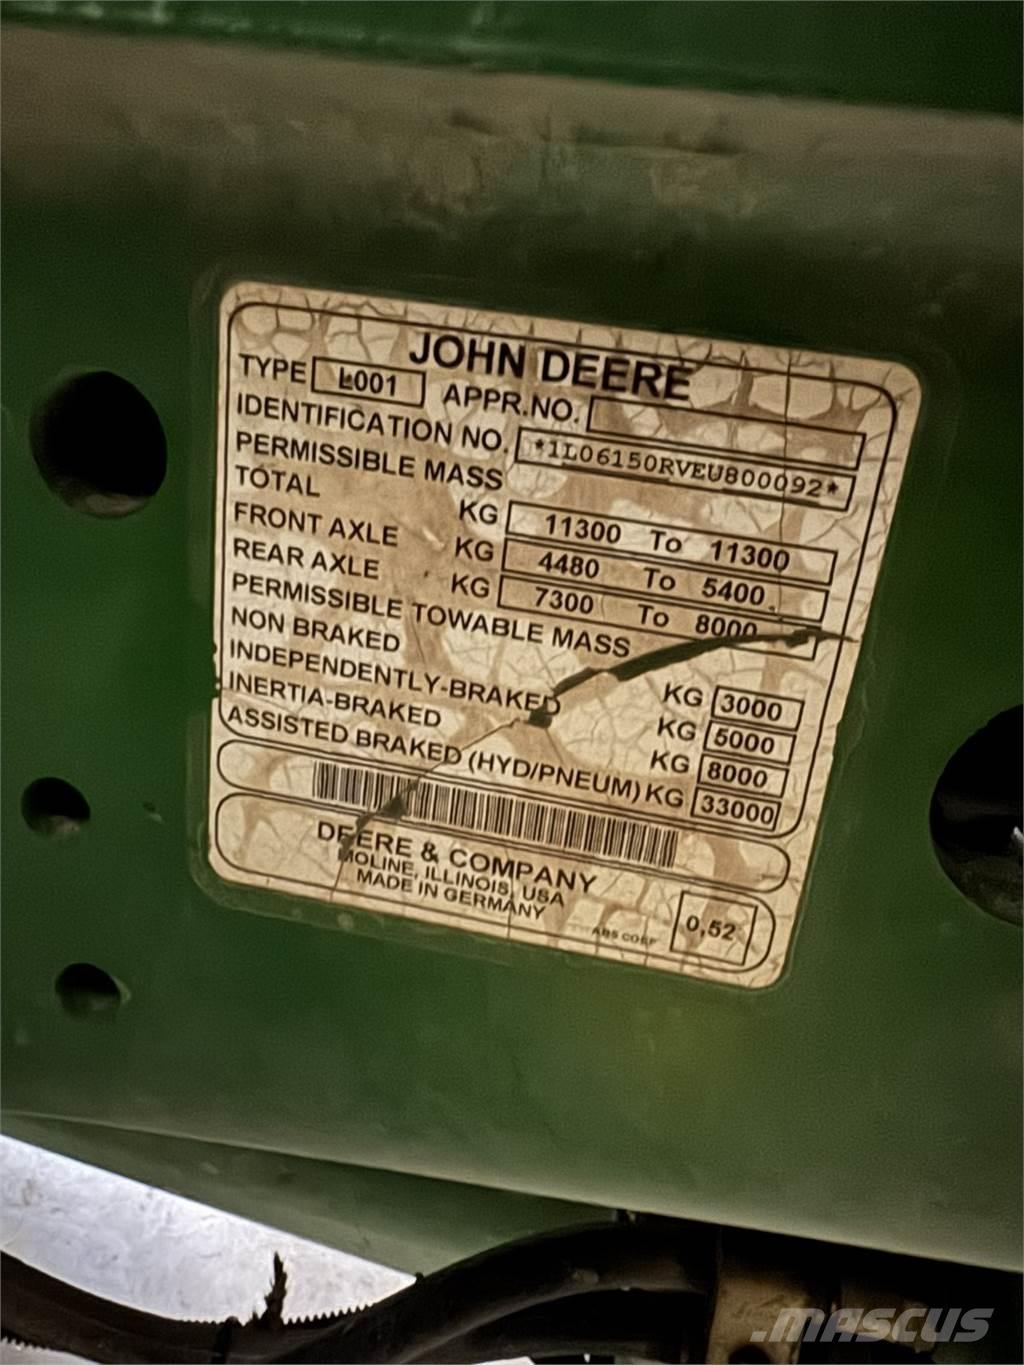 JOHN DEERE
TYPE L001 APPR.NO.
IDENTIFICATION NO. *1L06150RVEU800092*
PERMISSIBLE MASS
TOTAL KG 11300 To 11300
FRONT AXLE KG 4480 To 5400
REAR AXLE KG 7300 To 8000
PERMISSIBLE TOWABLE MASS
NON BRAKED KG 3000
INDEPENDENTLY-BRAKED KG 5000
INERTIA-BRAKED KG 8000
ASSISTED BRAKED (HYD/PNEUM) KG 33000
DEERE & COMPANY
MOLINE, ILLINOIS, USA
MADE IN GERMANY
0,52
.MASCUS